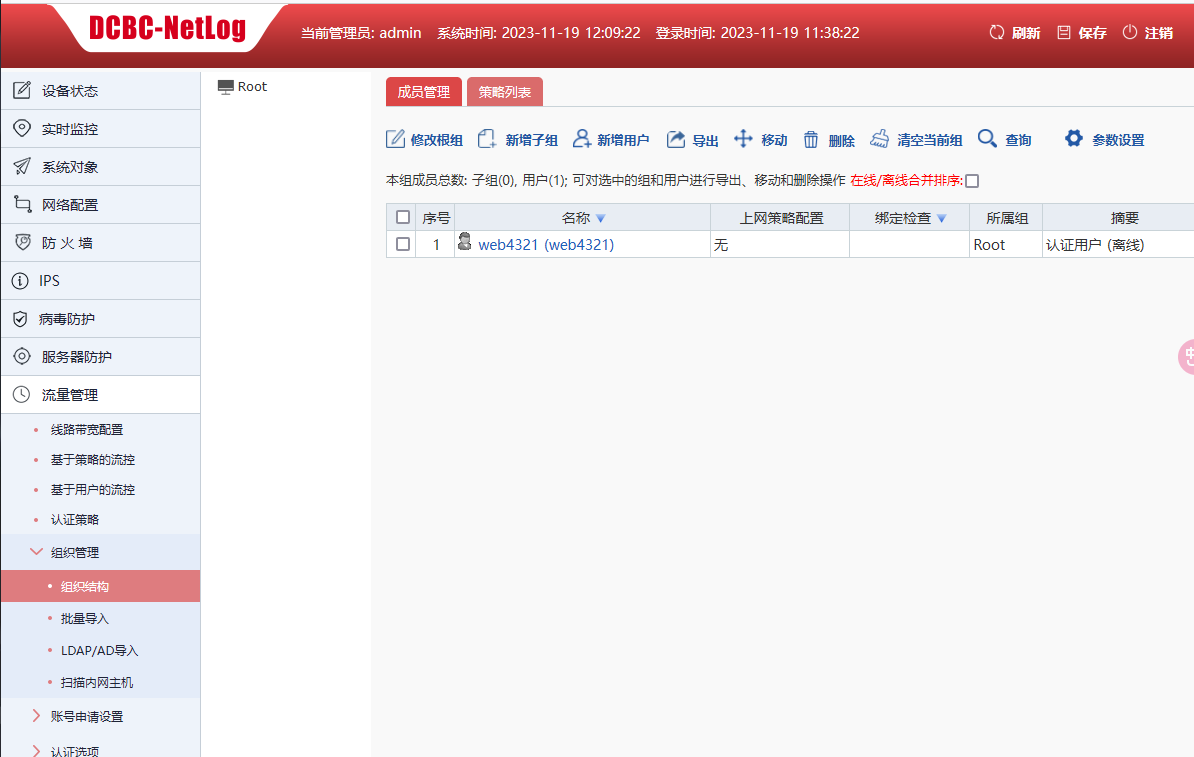 DCBC-NetLog
当前管理员: admin 系统时间: 2023-11-19 12:09:22 登录时间: 2023-11-19 11:38:22
刷新 保存 注销
设备状态
实时监控
系统对象
网络配置
防 火 墙
IPS
病毒防护
服务器防护
流量管理
线路带宽配置
基于策略的流控
基于用户的流控
认证策略
组织管理
组织结构
批量导入
LDAP/AD导入
扫描内网主机
账号申请设置
认证选项
Root
成员管理 策略列表
修改根组 新增子组 新增用户 导出 移动 删除 清空当前组 查询 参数设置
本组成员总数: 子组(0), 用户(1); 可对选中的组和用户进行导出、移动和删除操作 在线/离线合并排序:
序号 名称 上网策略配置 绑定检查 所属组 摘要
1 web4321 (web4321) 无 Root 认证用户 (离线)